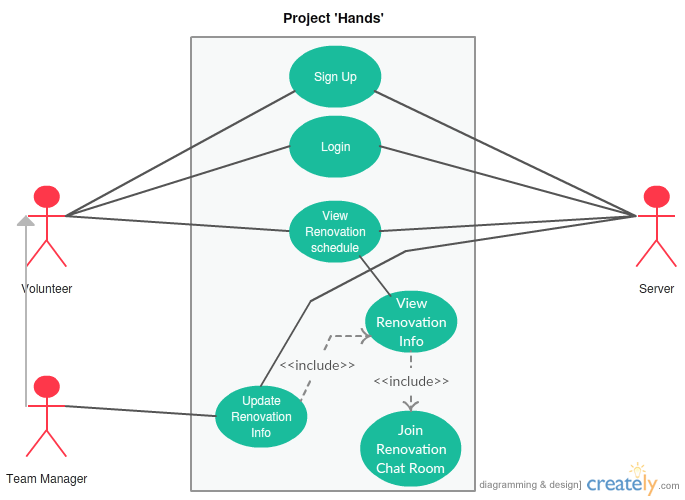 Project 'Hands'
Sign Up
Login
View
Renovation
schedule
Volunteer
Server
View
Renovation
Info
<<include>>
<<include>>
Update
Renovation
Info
Join
Renovation
Chat Room
Team Manager
diagramming & design]
creately.com